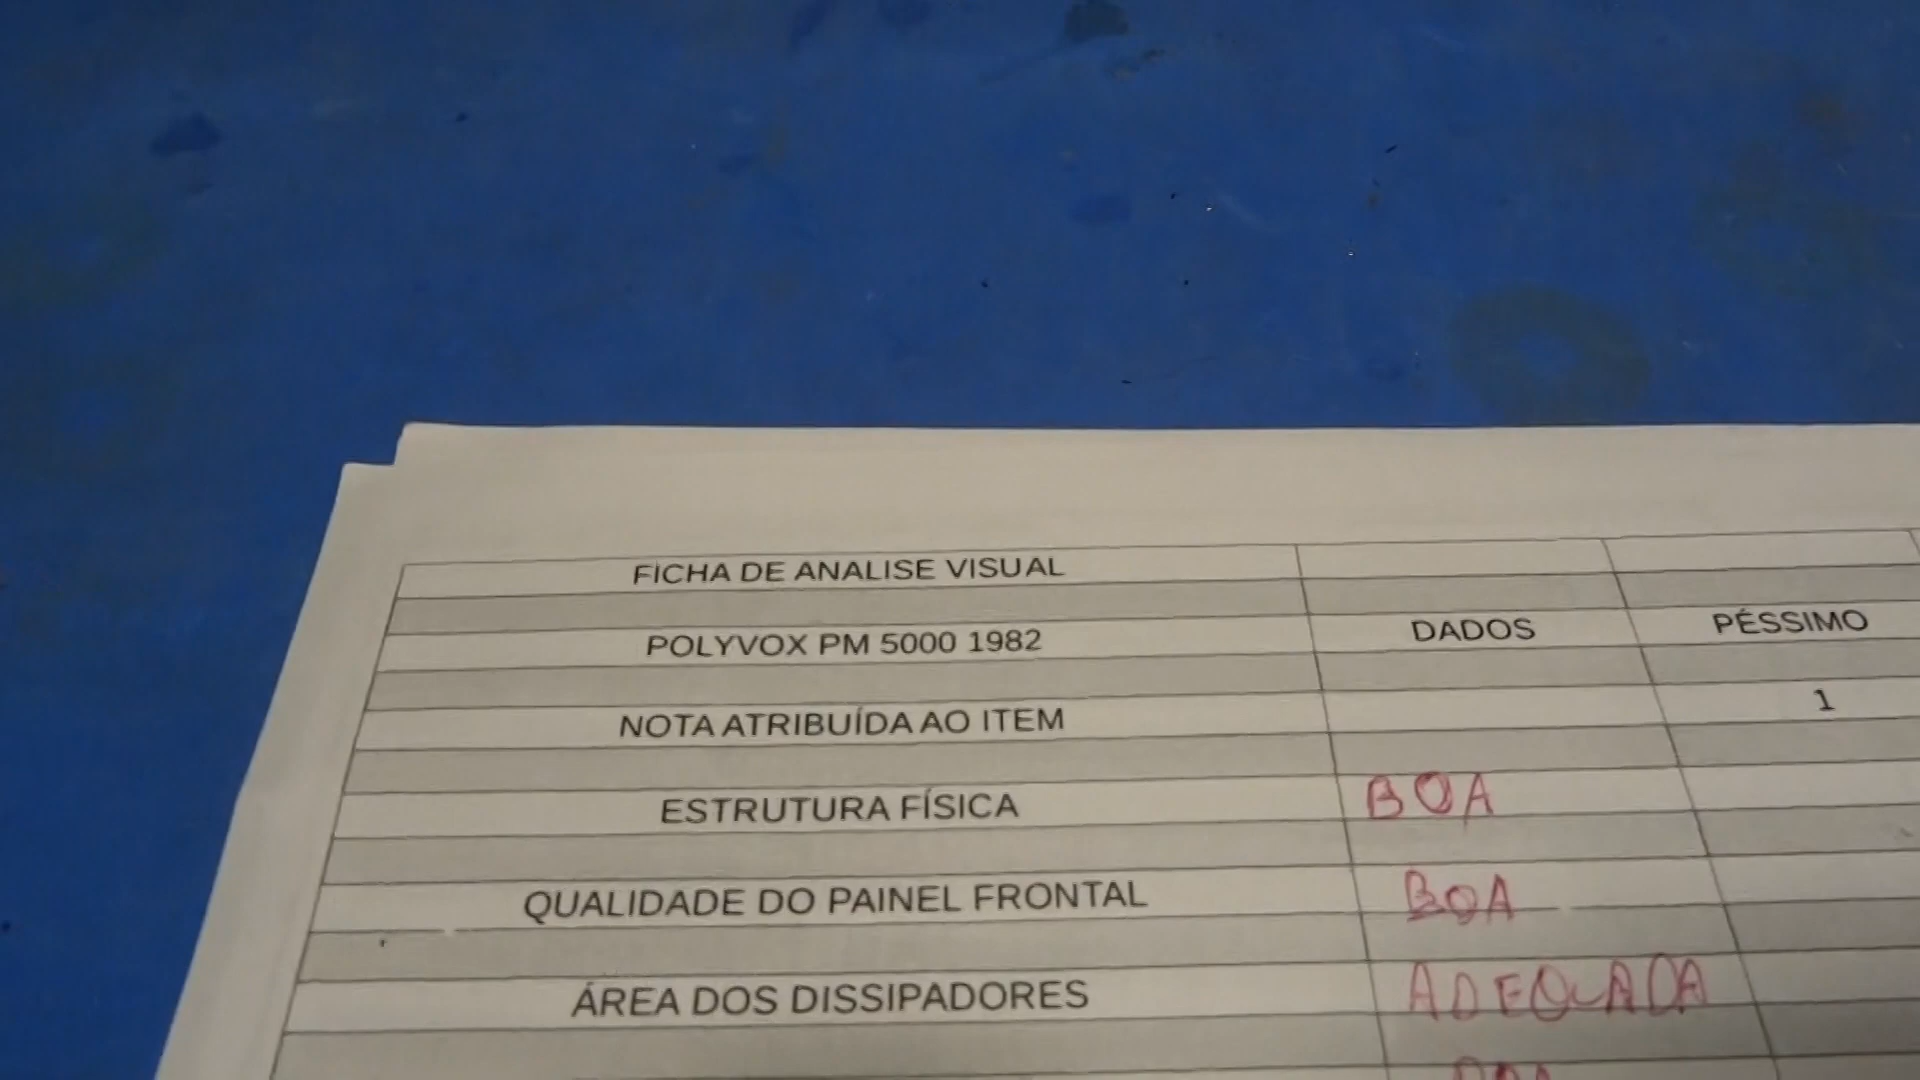 FICHA DE ANALISE VISUAL
POLYVOX PM 5000 1982 DADOS PÉSSIMO
NOTA ATRIBUÍDA AO ITEM 1
ESTRUTURA FÍSICA BOA
QUALIDADE DO PAINEL FRONTAL BOA
ÁREA DOS DISSIPADORES ADEQUADA